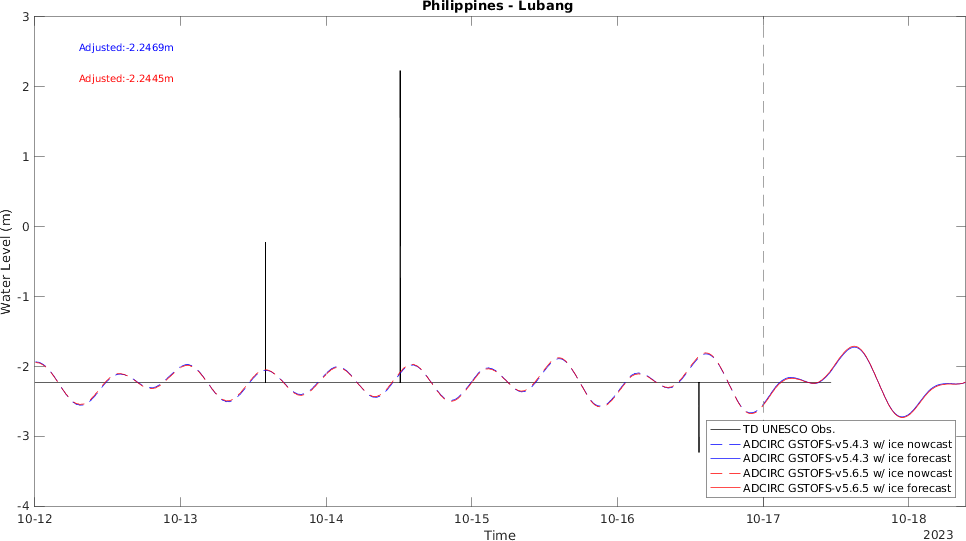 Philippines - Lubang
Adjusted:-2.2469m
Adjusted:-2.2445m
Water Level (m)
3
2
1
0
-1
-2
-3
-4
TD UNESCO Obs.
ADCIRC GSTOFS-v5.4.3 w/ ice nowcast
ADCIRC GSTOFS-v5.4.3 w/ ice forecast
ADCIRC GSTOFS-v5.6.5 w/ ice nowcast
ADCIRC GSTOFS-v5.6.5 w/ ice forecast
10-12 10-13 10-14 10-15 10-16 10-17 10-18
Time
2023